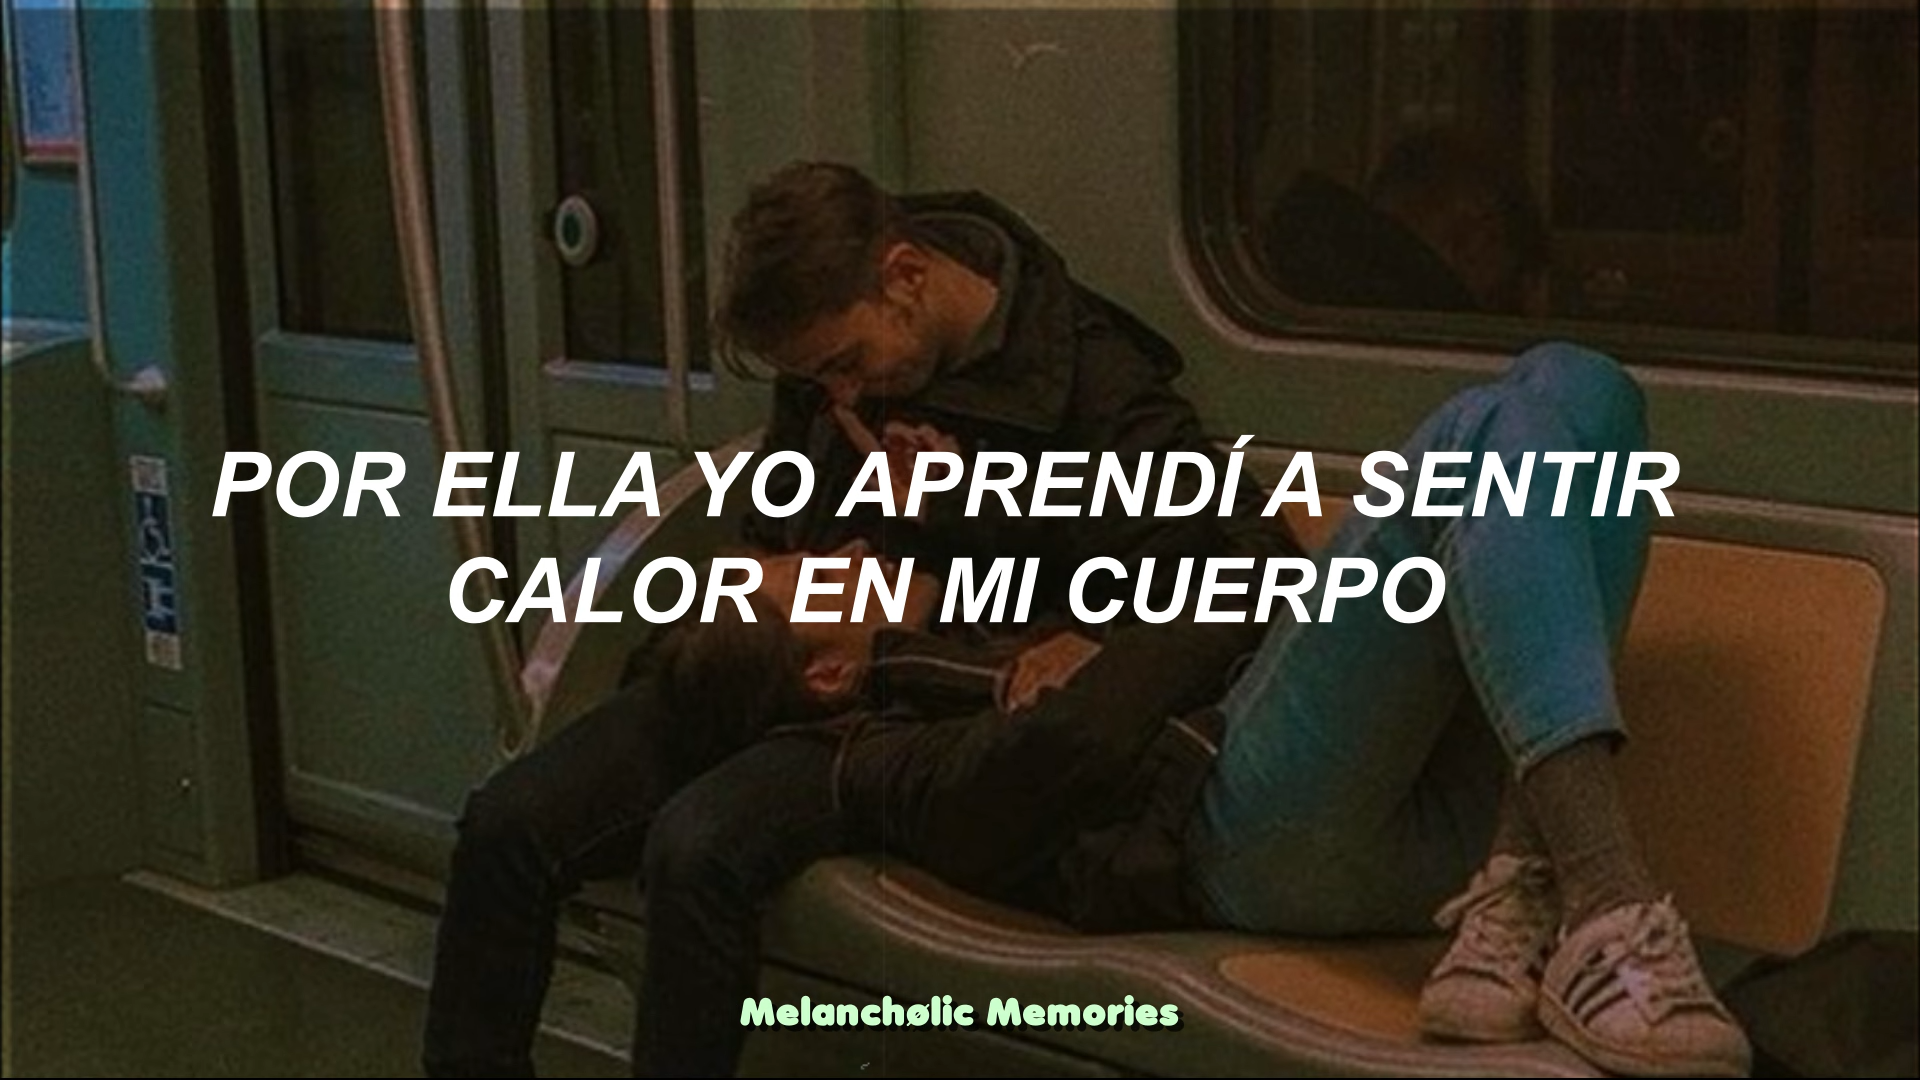 POR ELLA YO APRENDÍ A SENTIR
CALOR EN MI CUERPO
Melanchølic Memories